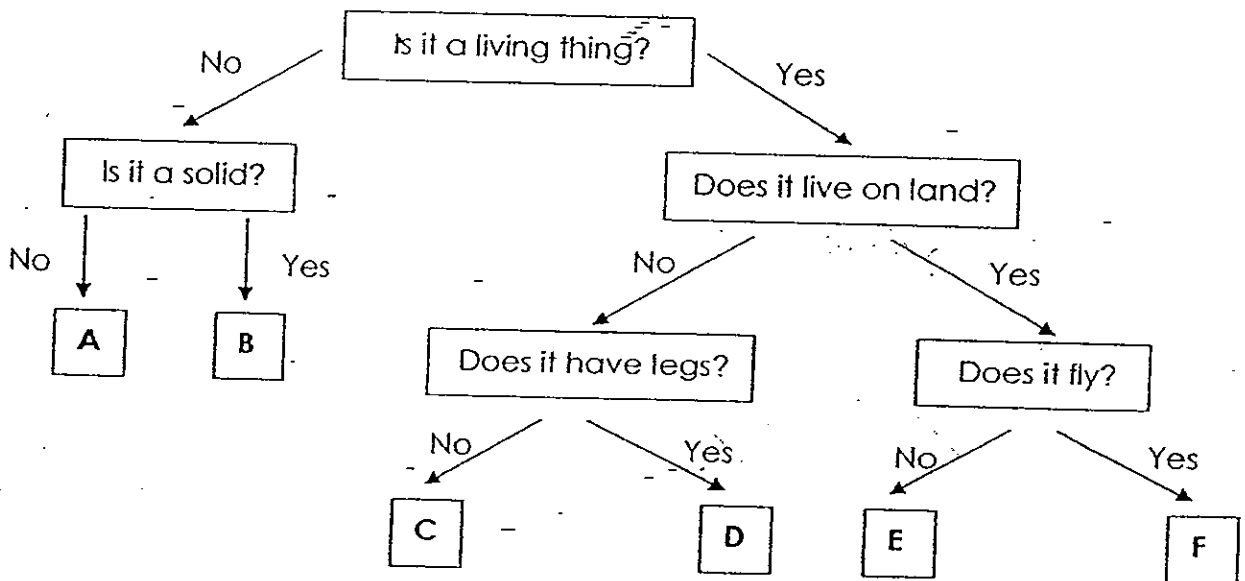 Is it a living thing?
No
Yes
Is it a solid?
Does it live on land?
No
Yes
No
Yes
A
B
Does it have legs?
Does it fly?
No
Yes
No
Yes
C
D
E
F